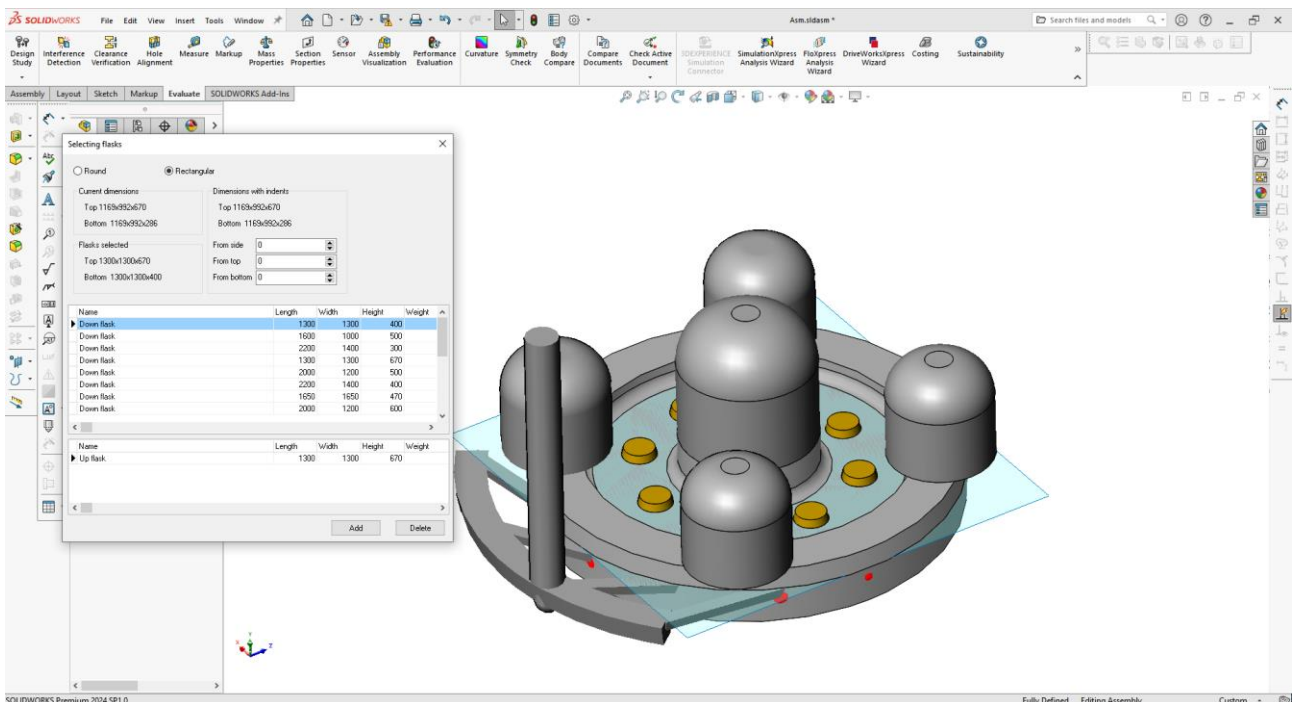 SOLIDWORKS File Edit View Insert Tools Window Asm.sldasm * Search files and models
Design Study
Interference Detection
Clearance Verification
Hole Alignment
Measure
Markup
Mass Properties
Section Properties
Sensor
Assembly Visualization
Performance Evaluation
Curvature
Symmetry Check
Body Compare
Compare Documents
Check Active Document
3DEXPERIENCE Simulation Connector
SimulationXpress Analysis Wizard
FloXpress Analysis Wizard
DriveWorksXpress Wizard
Costing
Sustainability
Assembly Layout Sketch Markup Evaluate SOLIDWORKS Add-Ins
Selecting flasks
Round Rectangular
Current dimensions
Top 1169x992x670
Bottom 1169x992x286
Dimensions with indents
Top 1169x992x670
Bottom 1169x992x286
Flasks selected
Top 1300x1300x670
Bottom 1300x1300x400
From side 0
From top 0
From bottom 0
Name Length Width Height Weight
Down flask 1300 1300 400
Down flask 1600 1000 500
Down flask 2200 1400 300
Down flask 1300 1300 670
Down flask 2000 1200 500
Down flask 2200 1400 400
Down flask 1650 1650 470
Down flask 2000 1200 600
Name Length Width Height Weight
Up flask 1300 1300 670
Add Delete
SOLIDWORKS Premium 2024 SP1.0 Fully Defined Editing Assembly Custom